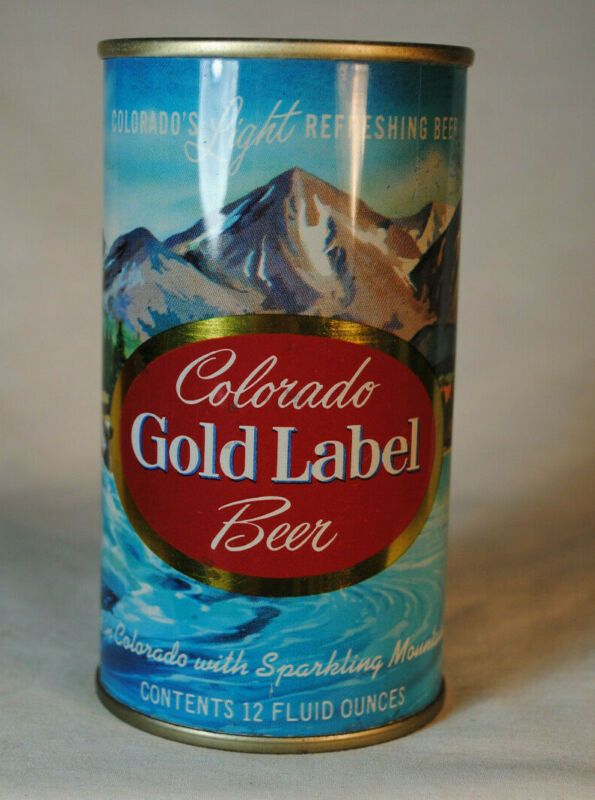 COLORADO'S Light REFRESHING BEER
Colorado
Gold Label
Beer
Colorado with Sparkling
CONTENTS 12 FLUID OUNCES